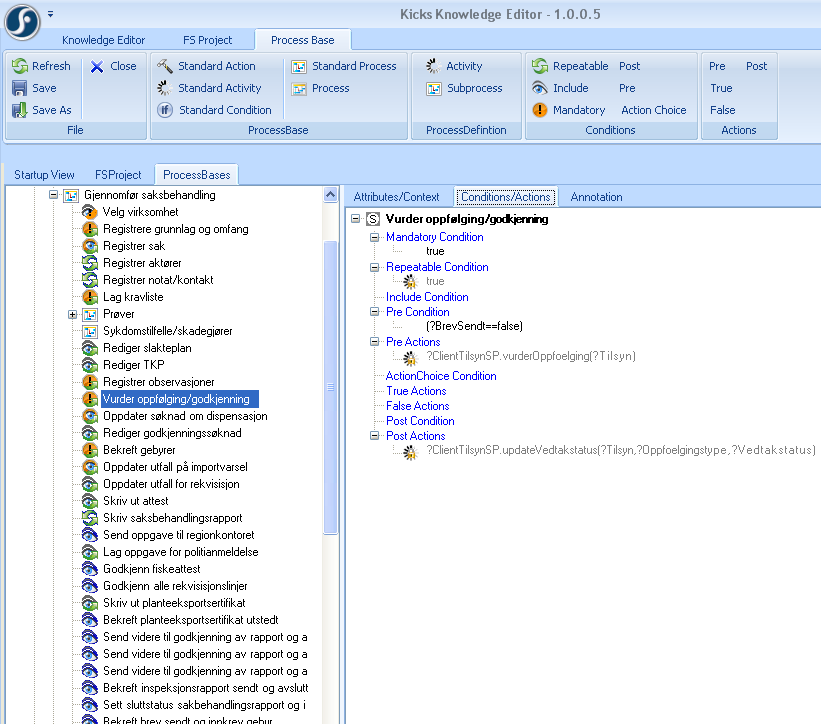 Kicks Knowledge Editor - 1.0.0.5
Knowledge Editor FS Project Process Base
Refresh Close Standard Action Standard Process Activity Repeatable Post Pre Post
Save Standard Activity Process Subprocess Include Pre True
Save As Standard Condition Mandatory Action Choice False
File ProcessBase ProcessDefintion Conditions Actions
Startup View FSProject ProcessBases
Gjennomfør saksbehandling
Velg virksomhet
Registrere grunnlag og omfang
Registrer sak
Registrer aktører
Registrer notat/kontakt
Lag kravliste
Prøver
Sykdomstilfelle/skadegjører
Rediger slakteplan
Rediger TKP
Registrer observasjoner
Vurder oppfølging/godkjenning
Oppdater søknad om dispensasjon
Rediger godkjenningssøknad
Bekreft gebyrer
Oppdater utfall på importvarsel
Oppdater utfall for rekvisisjon
Skriv ut attest
Skriv saksbehandlingsrapport
Send oppgave til regionkontoret
Lag oppgave for politianmeldelse
Godkjenn fiskeattest
Godkjenn alle rekvisisjonslinjer
Skriv ut planteeksportsertifikat
Bekreft planteeksportsertifikat utstedt
Send videre til godkjenning av rapport og a
Send videre til godkjenning av rapport og a
Send videre til godkjenning av rapport og a
Bekreft inspeksjonsrapport sendt og avslutt
Sett sluttstatus saksbehandlingsrapport og i
Bekreft brev sendt og innkrev gebyr
Attributes/Context Conditions/Actions Annotation
S Vurder oppfølging/godkjenning
Mandatory Condition
true
Repeatable Condition
true
Include Condition
Pre Condition
(?BrevSendt==false)
Pre Actions
?ClientTilsynSP.vurderOppfoelging(?Tilsyn)
ActionChoice Condition
True Actions
False Actions
Post Condition
Post Actions
?ClientTilsynSP.updateVedtakstatus(?Tilsyn,?Oppfoelgingstype,?Vedtakstatus)